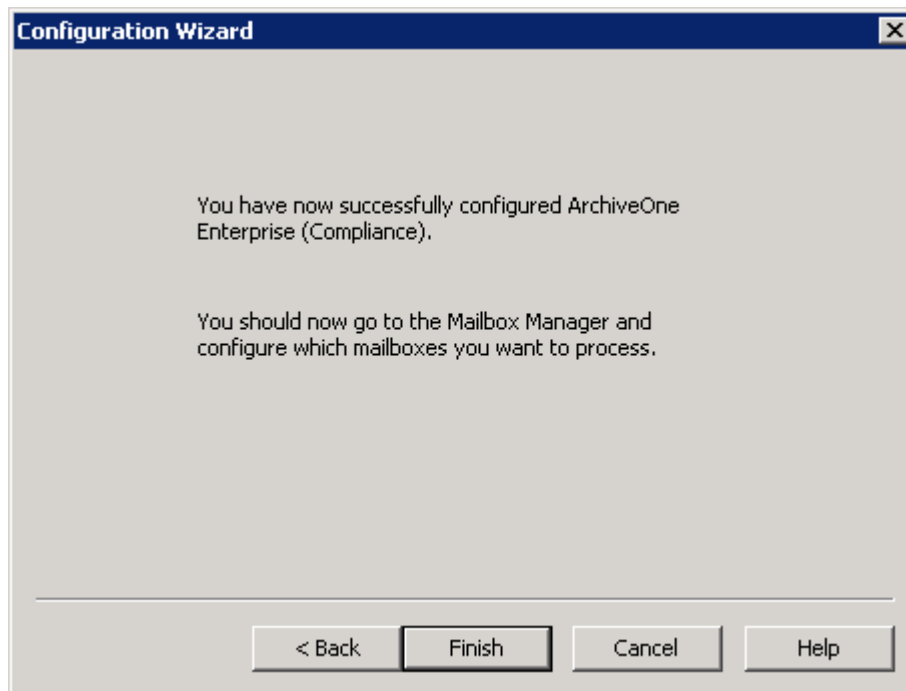 Configuration Wizard
You have now successfully configured ArchiveOne
Enterprise (Compliance).
You should now go to the Mailbox Manager and
configure which mailboxes you want to process.
< Back
Finish
Cancel
Help